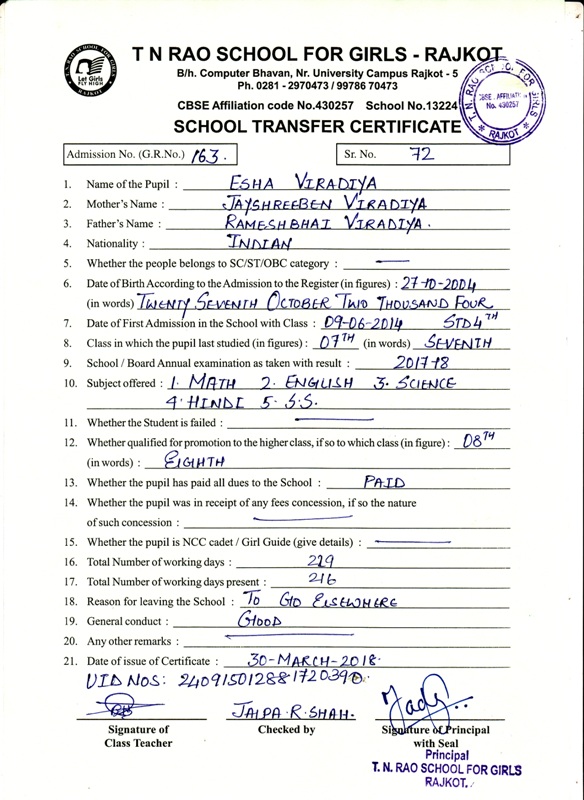 T. N. RAO SCHOOL FOR GIRLS
RAJKOT
Let Girls
FLY HIGH
T N RAO SCHOOL FOR GIRLS - RAJKOT
B/h. Computer Bhavan, Nr. University Campus Rajkot - 5
Ph. 0281 - 2970473 / 99786 70473
CBSE Affiliation code No.430257 School No.13224
T. N. RAO SCHOOL FOR GIRLS
CBSE AFFILIATE
No. 430257
* RAJKOT *
SCHOOL TRANSFER CERTIFICATE
Admission No. (G.R.No.) 163. Sr. No. 72
1. Name of the Pupil : ESHA VIRADIYA
2. Mother's Name : JAYSHREEBEN VIRADIYA
3. Father's Name : RAMESHBHAI VIRADIYA.
4. Nationality : INDIAN
5. Whether the people belongs to SC/ST/OBC category : —
6. Date of Birth According to the Admission to the Register (in figures) : 27-10-2004
(in words) TWENTY SEVENTH OCTOBER TWO THOUSAND FOUR
7. Date of First Admission in the School with Class : 09-06-2014 STD 4TH
8. Class in which the pupil last studied (in figures) : 07TH (in words) SEVENTH
9. School / Board Annual examination as taken with result : 2017-18
10. Subject offered : 1. MATH 2. ENGLISH 3. SCIENCE
4. HINDI 5. S.S.
11. Whether the Student is failed : —
12. Whether qualified for promotion to the higher class, if so to which class (in figure) : 08TH
(in words) : EIGHTH
13. Whether the pupil has paid all dues to the School : PAID
14. Whether the pupil was in receipt of any fees concession, if so the nature
of such concession : —
15. Whether the pupil is NCC cadet / Girl Guide (give details) : —
16. Total Number of working days : 219
17. Total Number of working days present : 216
18. Reason for leaving the School : TO GO ELSEWHERE
19. General conduct : GOOD
20. Any other remarks : —
21. Date of issue of Certificate : 30-MARCH-2018.
UID NOS: 240915012881720390.
JALPA.R.SHAH.
Signature of Checked by Signature of Principal
Class Teacher with Seal
Principal
T. N. RAO SCHOOL FOR GIRLS
RAJKOT.